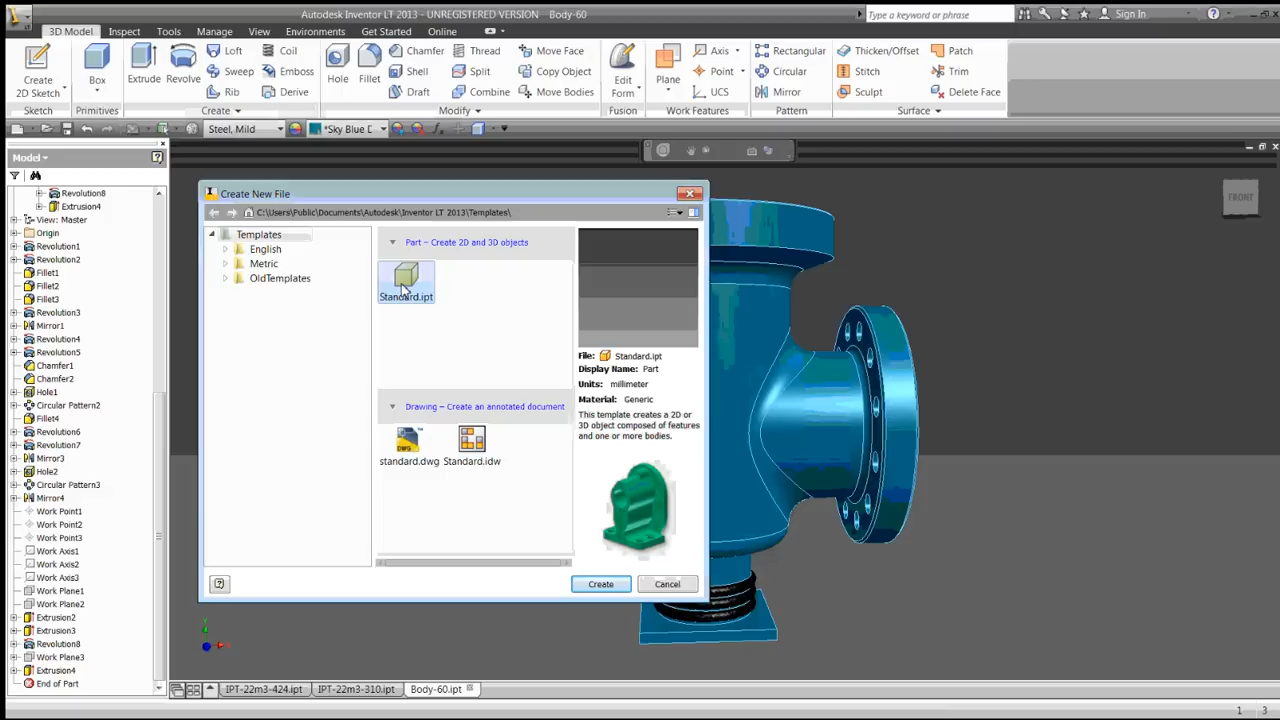 Autodesk Inventor LT 2013 - UNREGISTERED VERSION Body-60
Type a keyword or phrase
Sign In
3D Model Inspect Tools Manage View Environments Get Started Online
Create 2D Sketch
Box
Extrude
Revolve
Loft
Sweep
Rib
Coil
Emboss
Derive
Hole
Fillet
Chamfer
Shell
Draft
Thread
Split
Combine
Move Face
Copy Object
Move Bodies
Edit Form
Plane
Axis
Point
UCS
Rectangular
Circular
Mirror
Thicken/Offset
Stitch
Sculpt
Patch
Trim
Delete Face
Sketch Primitives Create Modify Fusion Work Features Pattern Surface
Steel, Mild
*Sky Blue D
Model
Revolution8
Extrusion4
View: Master
Origin
Revolution1
Revolution2
Fillet1
Fillet2
Fillet3
Revolution3
Mirror1
Revolution4
Revolution5
Chamfer1
Chamfer2
Hole1
Circular Pattern2
Fillet4
Revolution6
Revolution7
Mirror3
Hole2
Circular Pattern3
Mirror4
Work Point1
Work Point2
Work Point3
Work Axis1
Work Axis2
Work Axis3
Work Plane1
Work Plane2
Extrusion2
Extrusion3
Revolution8
Work Plane3
Extrusion4
End of Part
Create New File
C:\Users\Public\Documents\Autodesk\Inventor LT 2013\Templates\
Templates
English
Metric
OldTemplates
Part – Create 2D and 3D objects
Standard.ipt
Drawing – Create an annotated document
standard.dwg Standard.idw
File: Standard.ipt
Display Name: Part
Units: millimeter
Material: Generic
This template creates a 2D or
3D object composed of features
and one or more bodies.
Create
Cancel
FRONT
IPT-22m3-424.ipt IPT-22m3-310.ipt Body-60.ipt
1 3